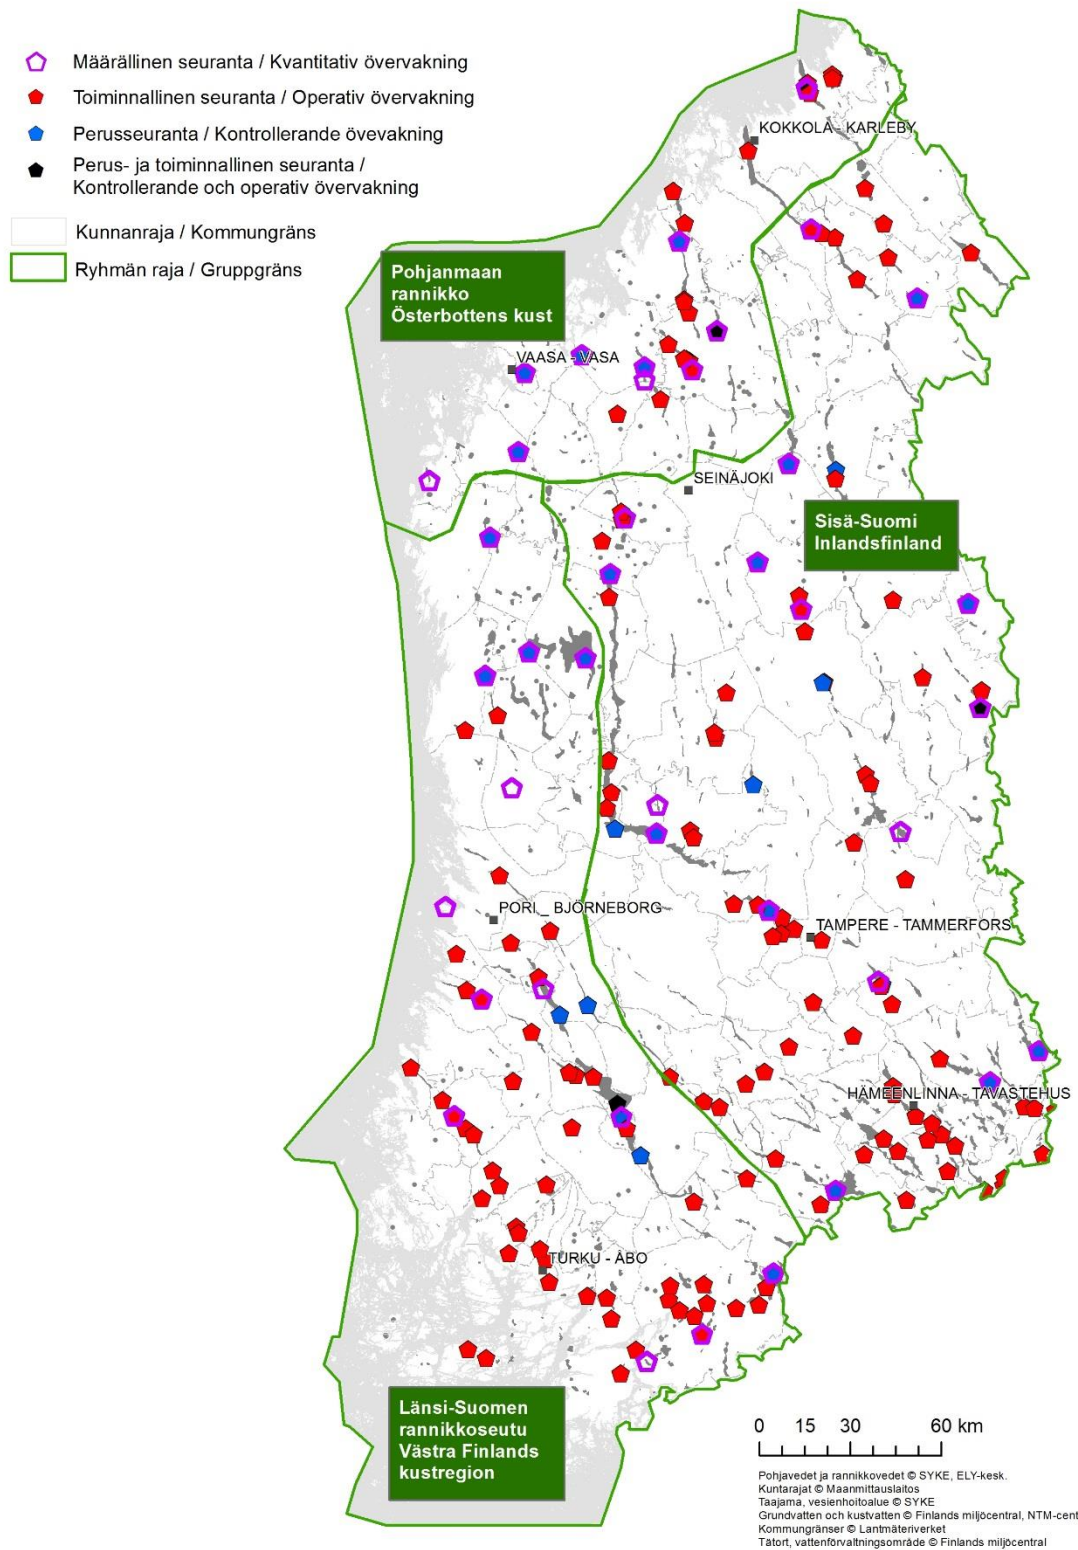 Määrällinen seuranta / Kvantitativ övervakning
Toiminnallinen seuranta / Operativ övervakning
Perusseuranta / Kontrollerande övevakning
Perus- ja toiminnallinen seuranta /
Kontrollerande och operativ övervakning
Kunnanraja / Kommungräns
Ryhmän raja / Gruppgräns
KOKKOLA - KARLEBY
Pohjanmaan
rannikko
Österbottens kust
VAASA - VASA
SEINÄJOKI
Sisä-Suomi
Inlandsfinland
PORI_ BJÖRNEBORG
TAMPERE - TAMMERFORS
HÄMEENLINNA - TAVASTEHUS
TURKU - ÅBO
Länsi-Suomen
rannikkoseutu
Västra Finlands
kustregion
0 15 30 60 km
Pohjavedet ja rannikkovedet © SYKE, ELY-kesk.
Kuntarajat © Maanmittauslaitos
Taajama, vesienhoitoalue © SYKE
Grundvatten och kustvatten © Finlands miljöcentral, NTM-cent
Kommungränser © Lantmäteriverket
Tätort, vattenförvaltningsområde © Finlands miljöcentral